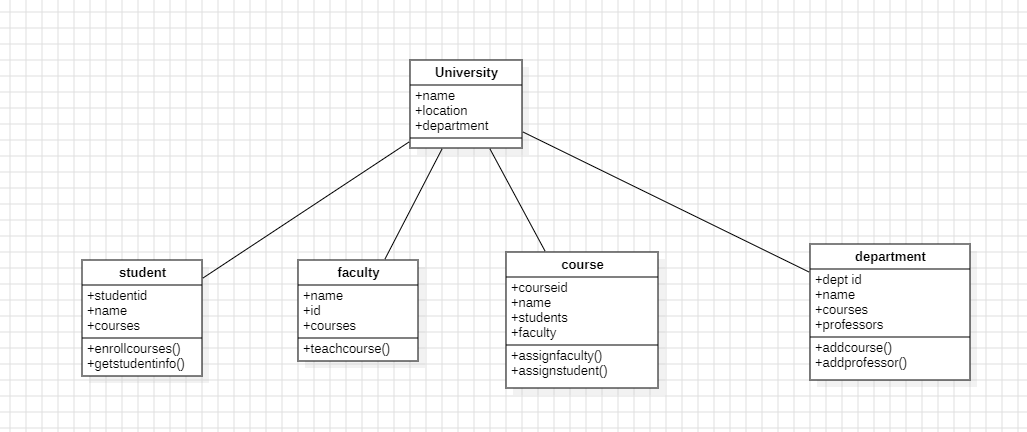 University
+name
+location
+department
student
+studentid
+name
+courses
+enrollcourses()
+getstudentinfo()
faculty
+name
+id
+courses
+teachcourse()
course
+courseid
+name
+students
+faculty
+assignfaculty()
+assignstudent()
department
+dept id
+name
+courses
+professors
+addcourse()
+addprofessor()